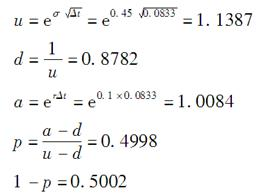 u = e^{σ √Δt} = e^{0.45 √0.0833} = 1.1387
d = 1/u = 0.8782
a = e^{rΔt} = e^{0.1×0.0833} = 1.0084
p = (a − d)/(u − d) = 0.4998
1 − p = 0.5002